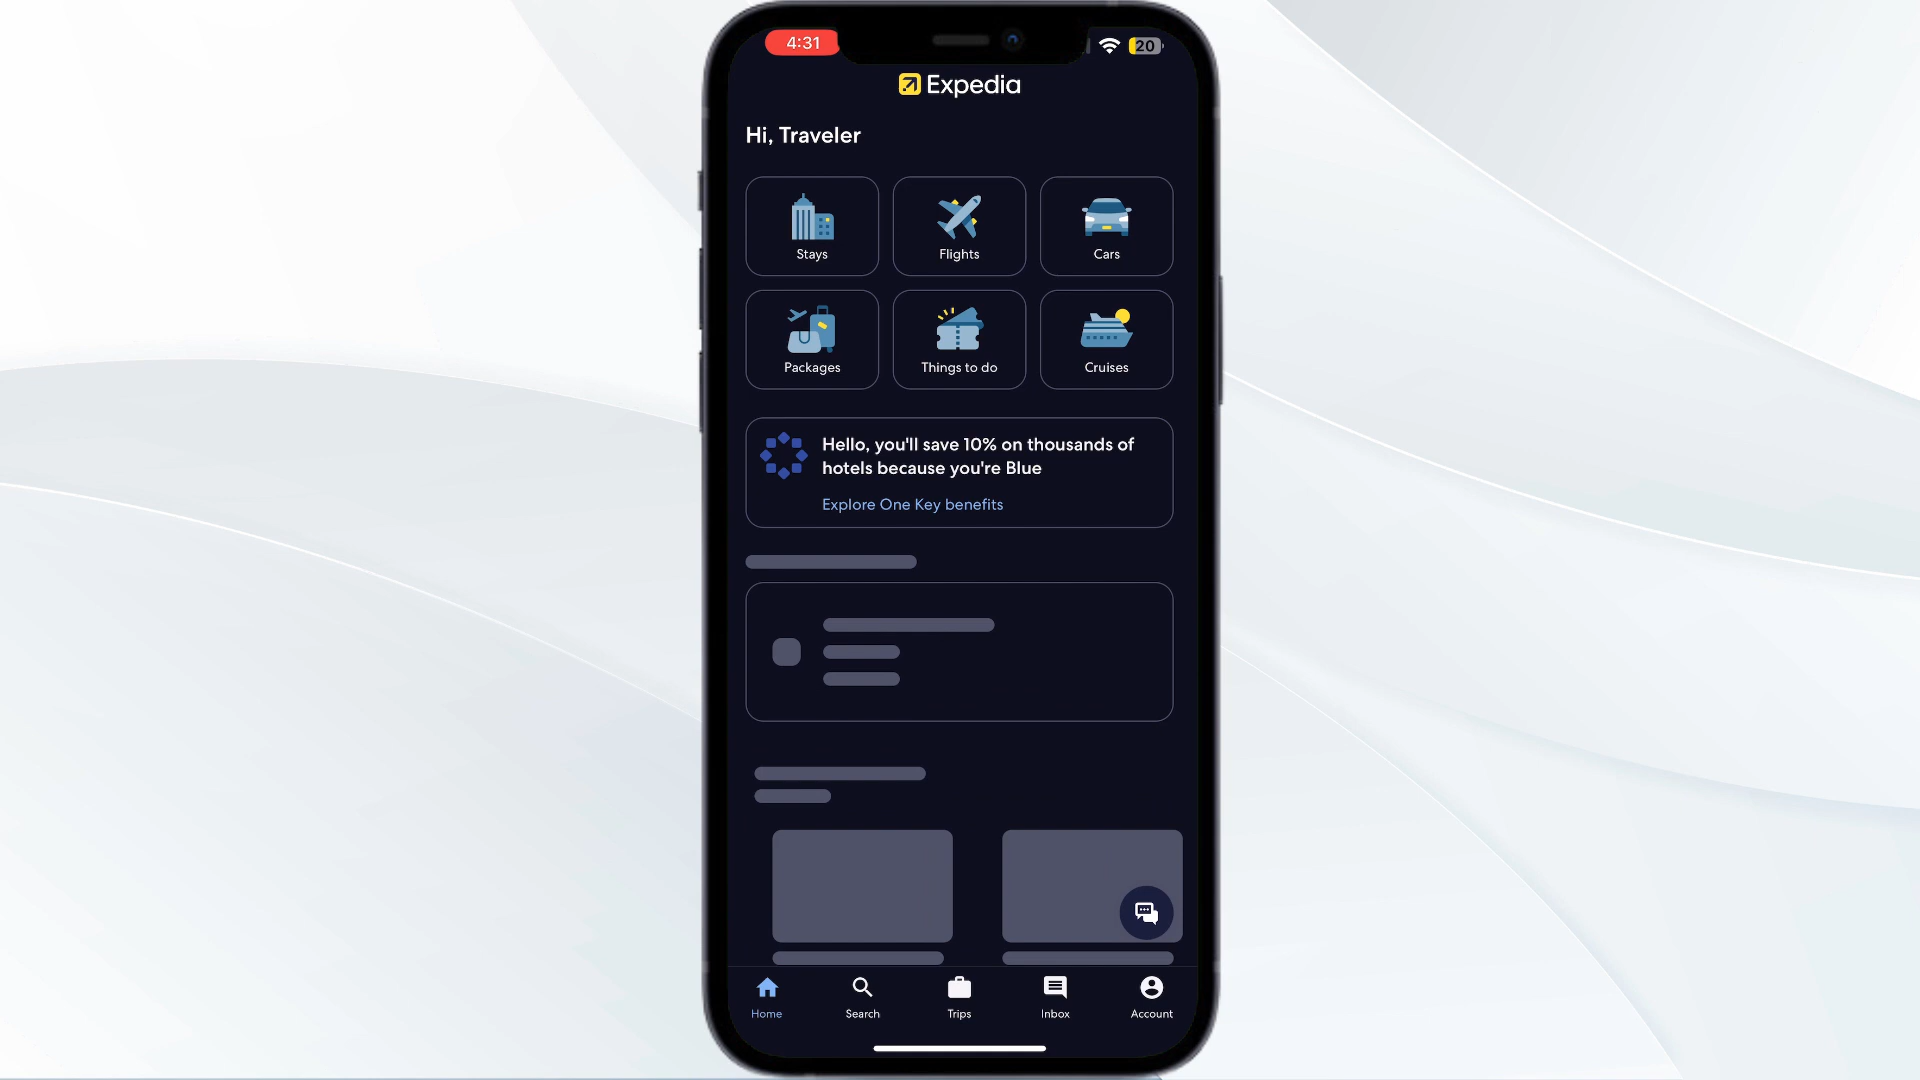 4:31
20
Expedia
Hi, Traveler
Stays
Flights
Cars
Packages
Things to do
Cruises
Hello, you'll save 10% on thousands of
hotels because you're Blue
Explore One Key benefits
Home
Search
Trips
Inbox
Account